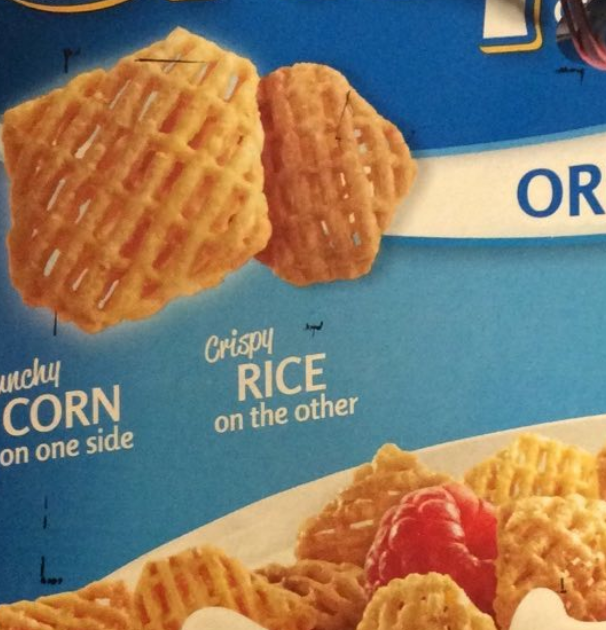 OR
unchy
CORN
on one side
Crispy
RICE
on the other